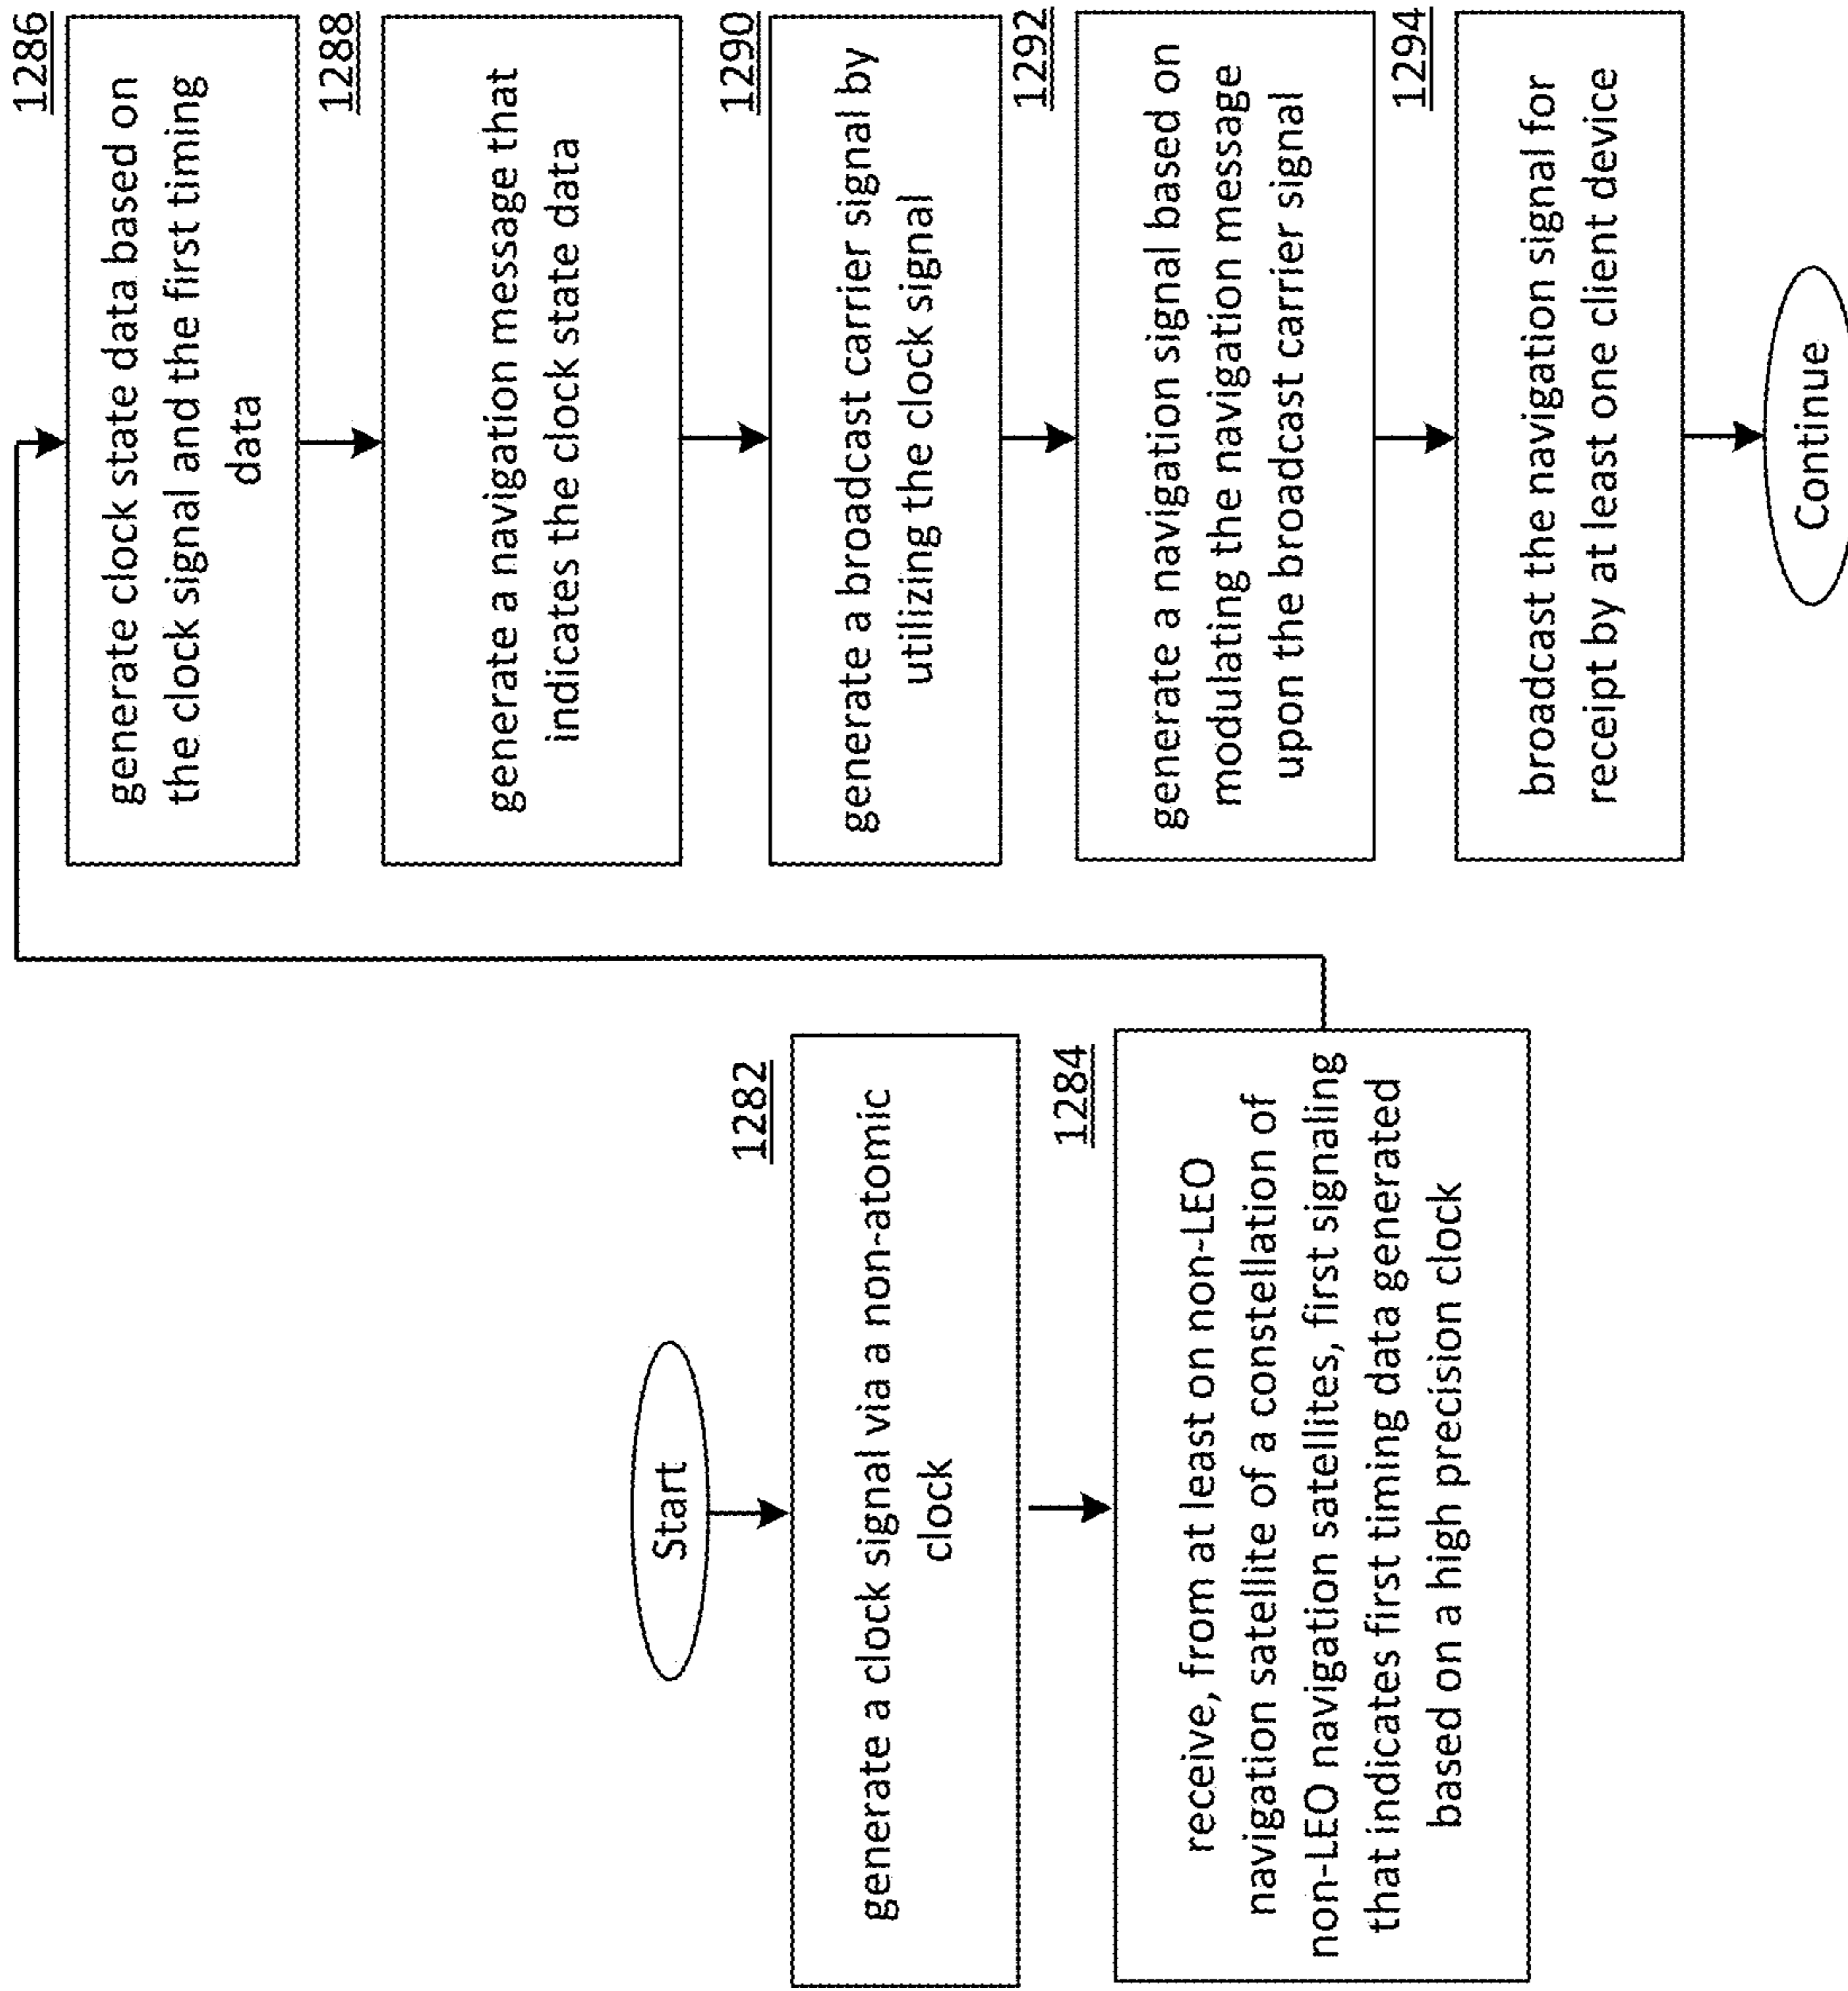 Start
1282
generate a clock signal via a non-atomic
clock
1284
receive, from at least on non-LEO
navigation satellite of a constellation of
non-LEO navigation satellites, first signaling
that indicates first timing data generated
based on a high precision clock
1286
generate clock state data based on
the clock signal and the first timing
data
1288
generate a navigation message that
indicates the clock state data
1290
generate a broadcast carrier signal by
utilizing the clock signal
1292
generate a navigation signal based on
modulating the navigation message
upon the broadcast carrier signal
1294
broadcast the navigation signal for
receipt by at least one client device
Continue